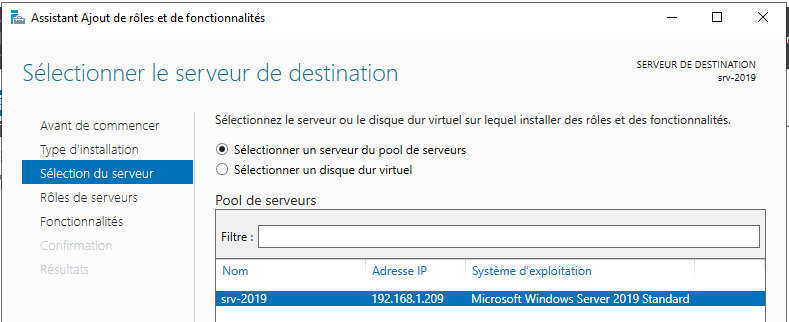 Assistant Ajout de rôles et de fonctionnalités
Sélectionner le serveur de destination
SERVEUR DE DESTINATION
srv-2019
Avant de commencer
Type d'installation
Sélection du serveur
Rôles de serveurs
Fonctionnalités
Confirmation
Résultats
Sélectionnez le serveur ou le disque dur virtuel sur lequel installer des rôles et des fonctionnalités.
Sélectionner un serveur du pool de serveurs
Sélectionner un disque dur virtuel
Pool de serveurs
Filtre :
Nom Adresse IP Système d'exploitation
srv-2019 192.168.1.209 Microsoft Windows Server 2019 Standard